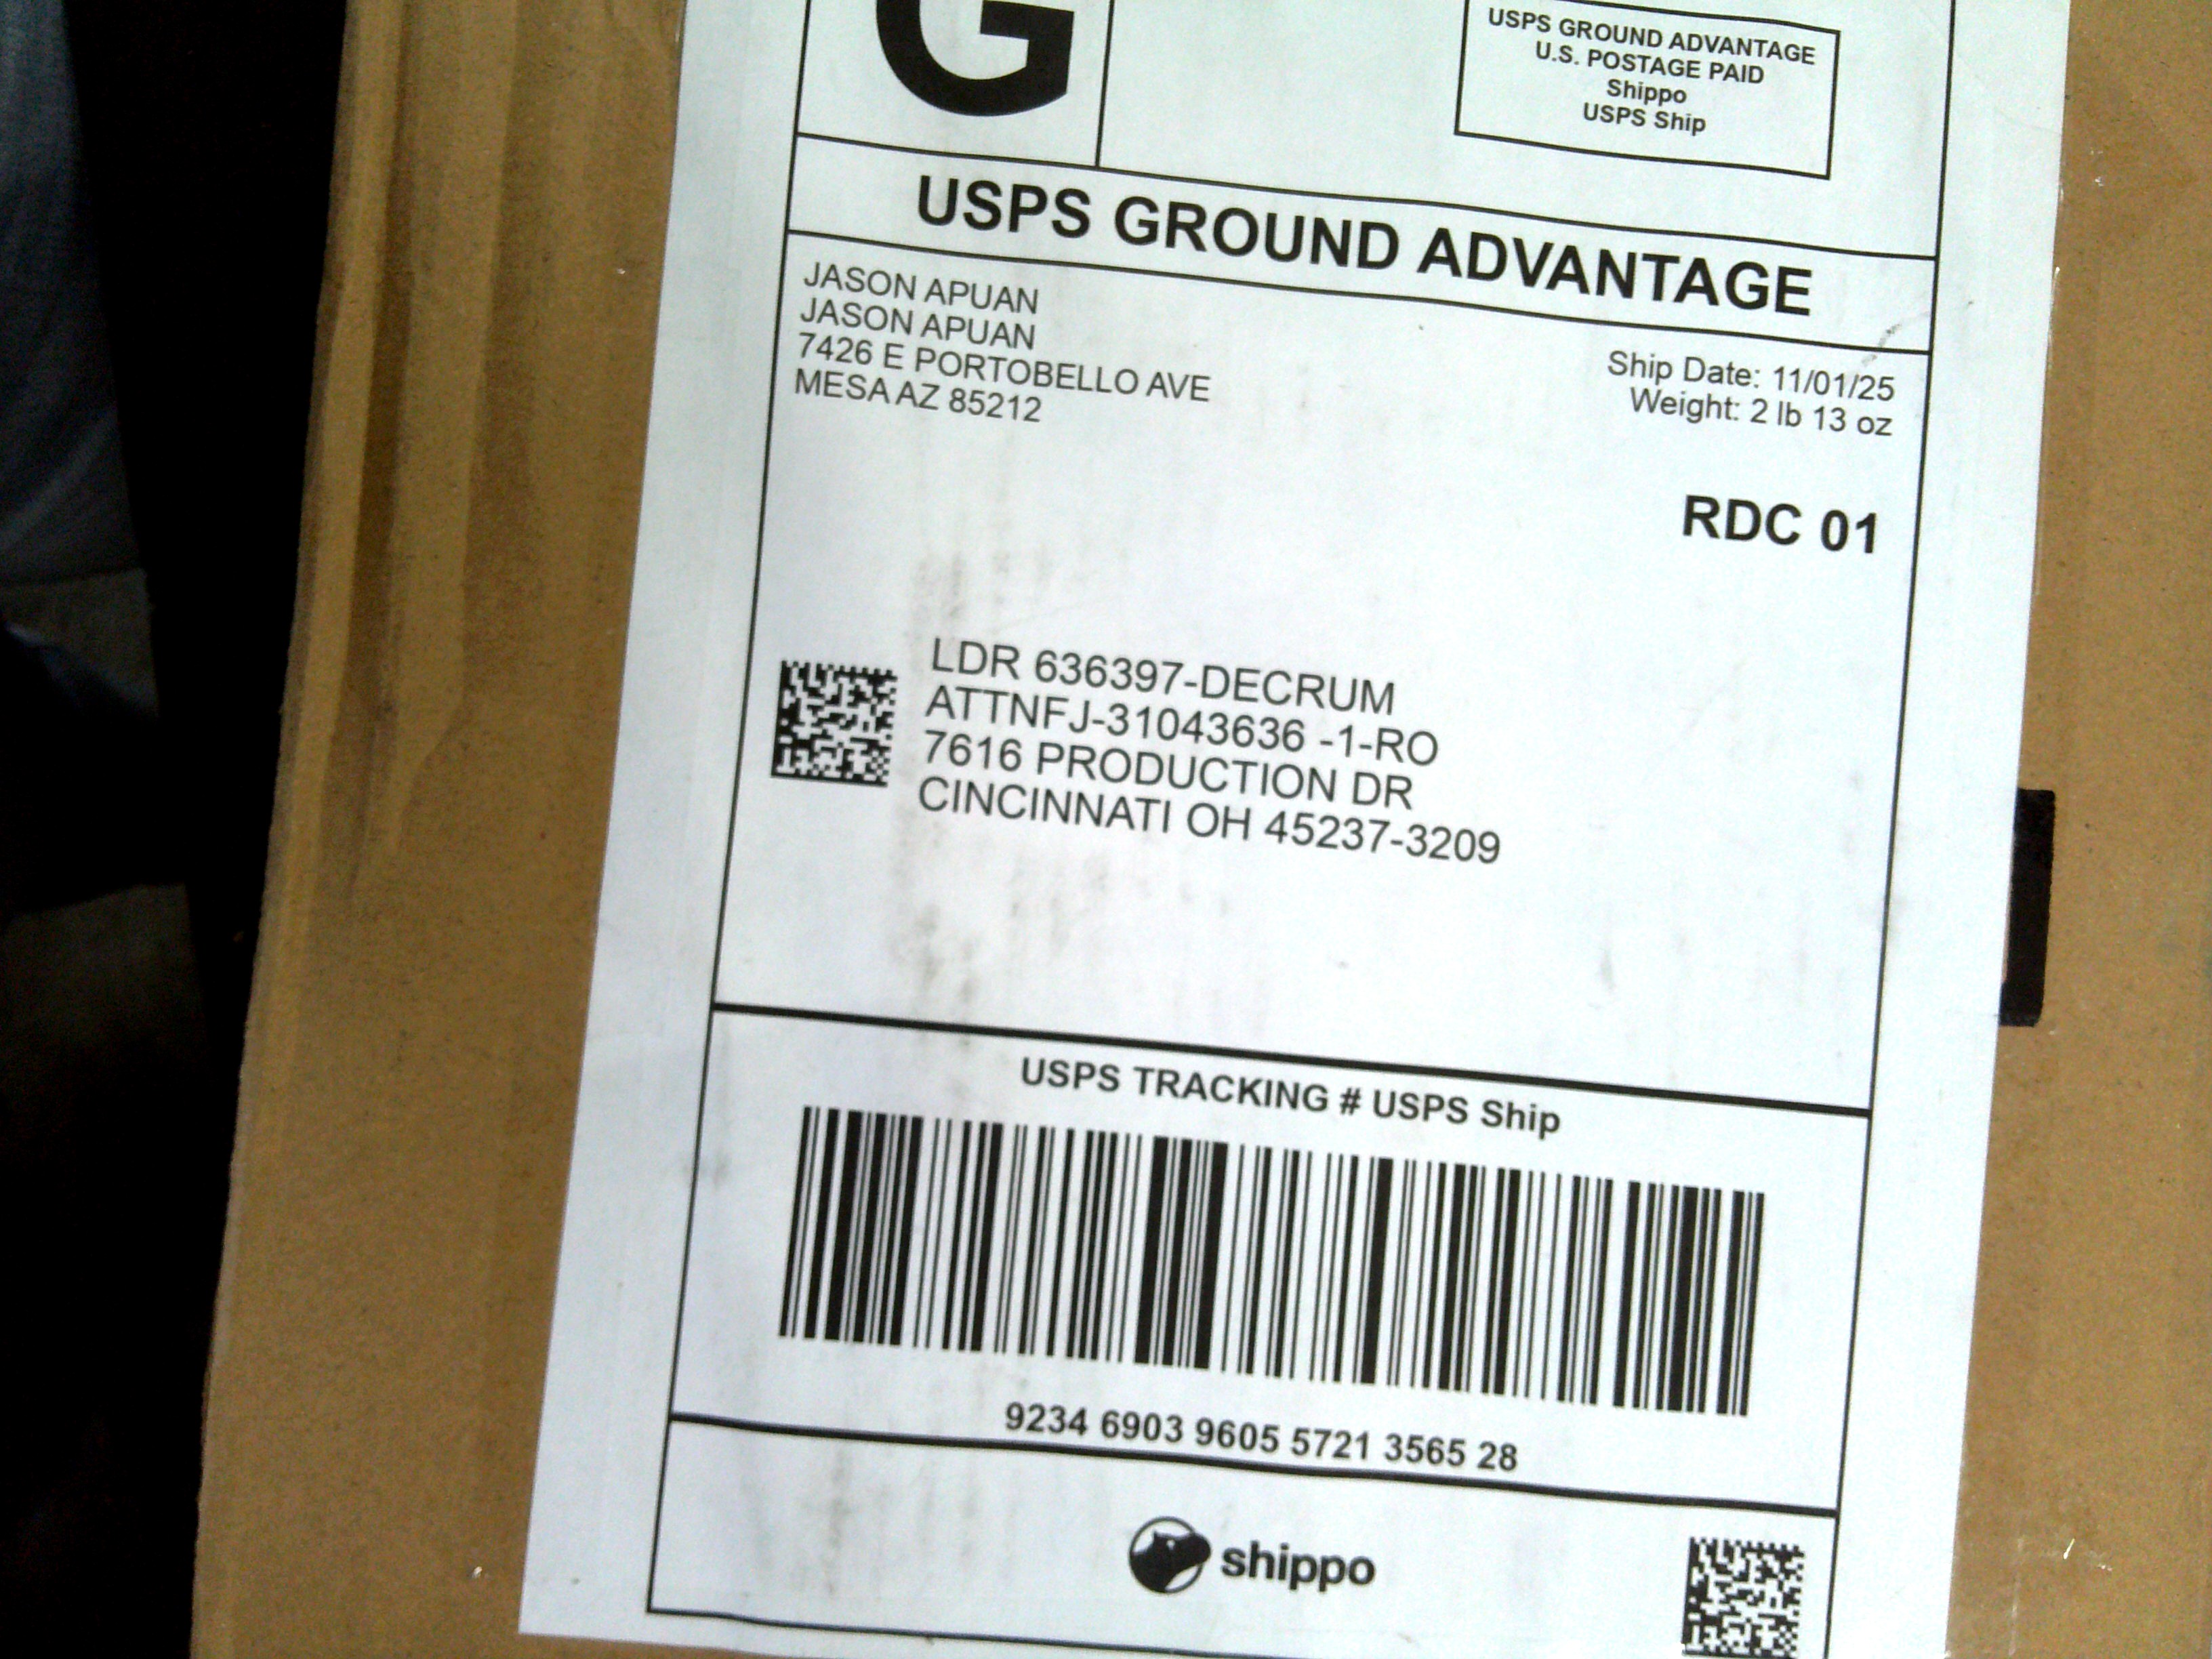 G
USPS GROUND ADVANTAGE
U.S. POSTAGE PAID
Shippo
USPS Ship
USPS GROUND ADVANTAGE
JASON APUAN
JASON APUAN
7426 E PORTOBELLO AVE
MESA AZ 85212
Ship Date: 11/01/25
Weight: 2 lb 13 oz
RDC 01
LDR 636397-DECRUM
ATTNFJ-31043636 -1-RO
7616 PRODUCTION DR
CINCINNATI OH 45237-3209
USPS TRACKING # USPS Ship
9234 6903 9605 5721 3565 28
shippo